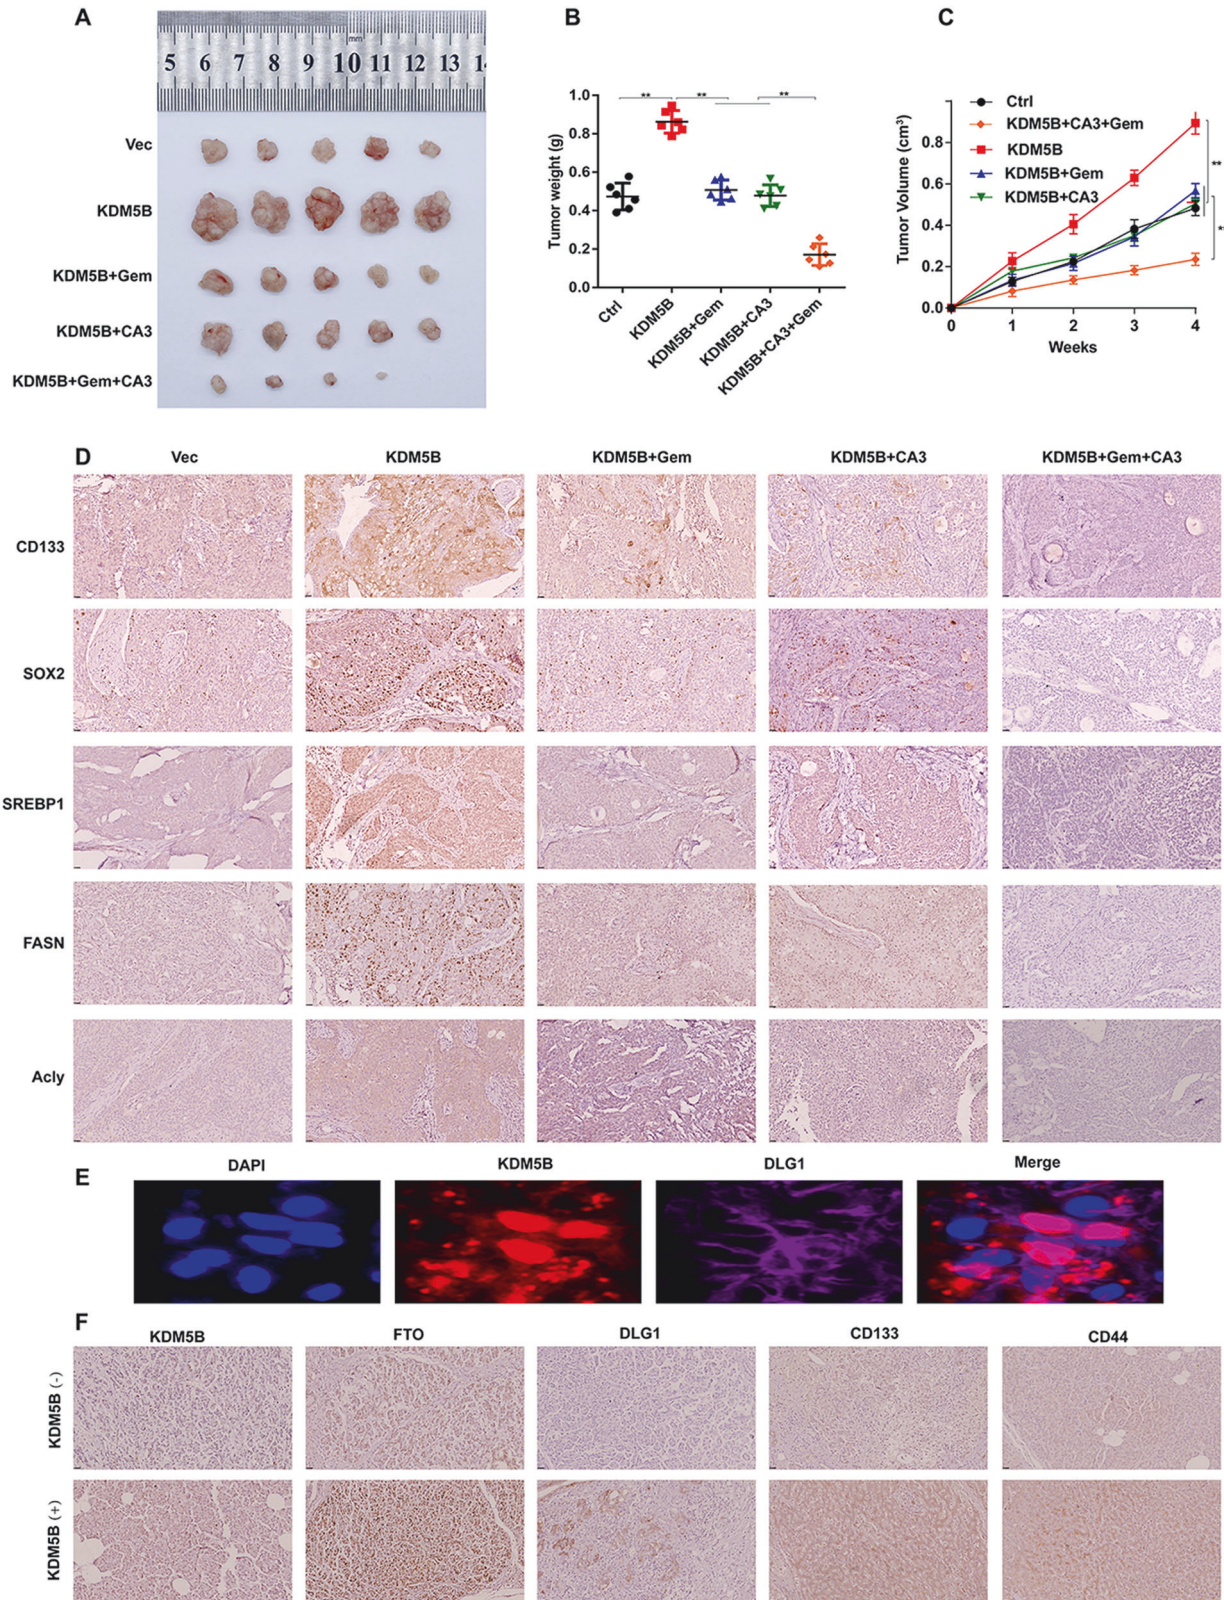 A
mm
5 6 7 8 9 10 11 12 13 14
Vec
KDM5B
KDM5B+Gem
KDM5B+CA3
KDM5B+Gem+CA3
B
Tumor weight (g)
1.0
0.8
0.6
0.4
0.2
0.0
** ** **
Ctrl
KDM5B
KDM5B+Gem
KDM5B+CA3
KDM5B+CA3+Gem
C
Tumor Volume (cm³)
0.8
0.6
0.4
0.2
0.0
Ctrl
KDM5B+CA3+Gem
KDM5B
KDM5B+Gem
KDM5B+CA3
**
0 1 2 3 4
Weeks
D
Vec KDM5B KDM5B+Gem KDM5B+CA3 KDM5B+Gem+CA3
CD133
SOX2
SREBP1
FASN
Acly
E
DAPI KDM5B DLG1 Merge
F
KDM5B FTO DLG1 CD133 CD44
KDM5B (-)
KDM5B (+)